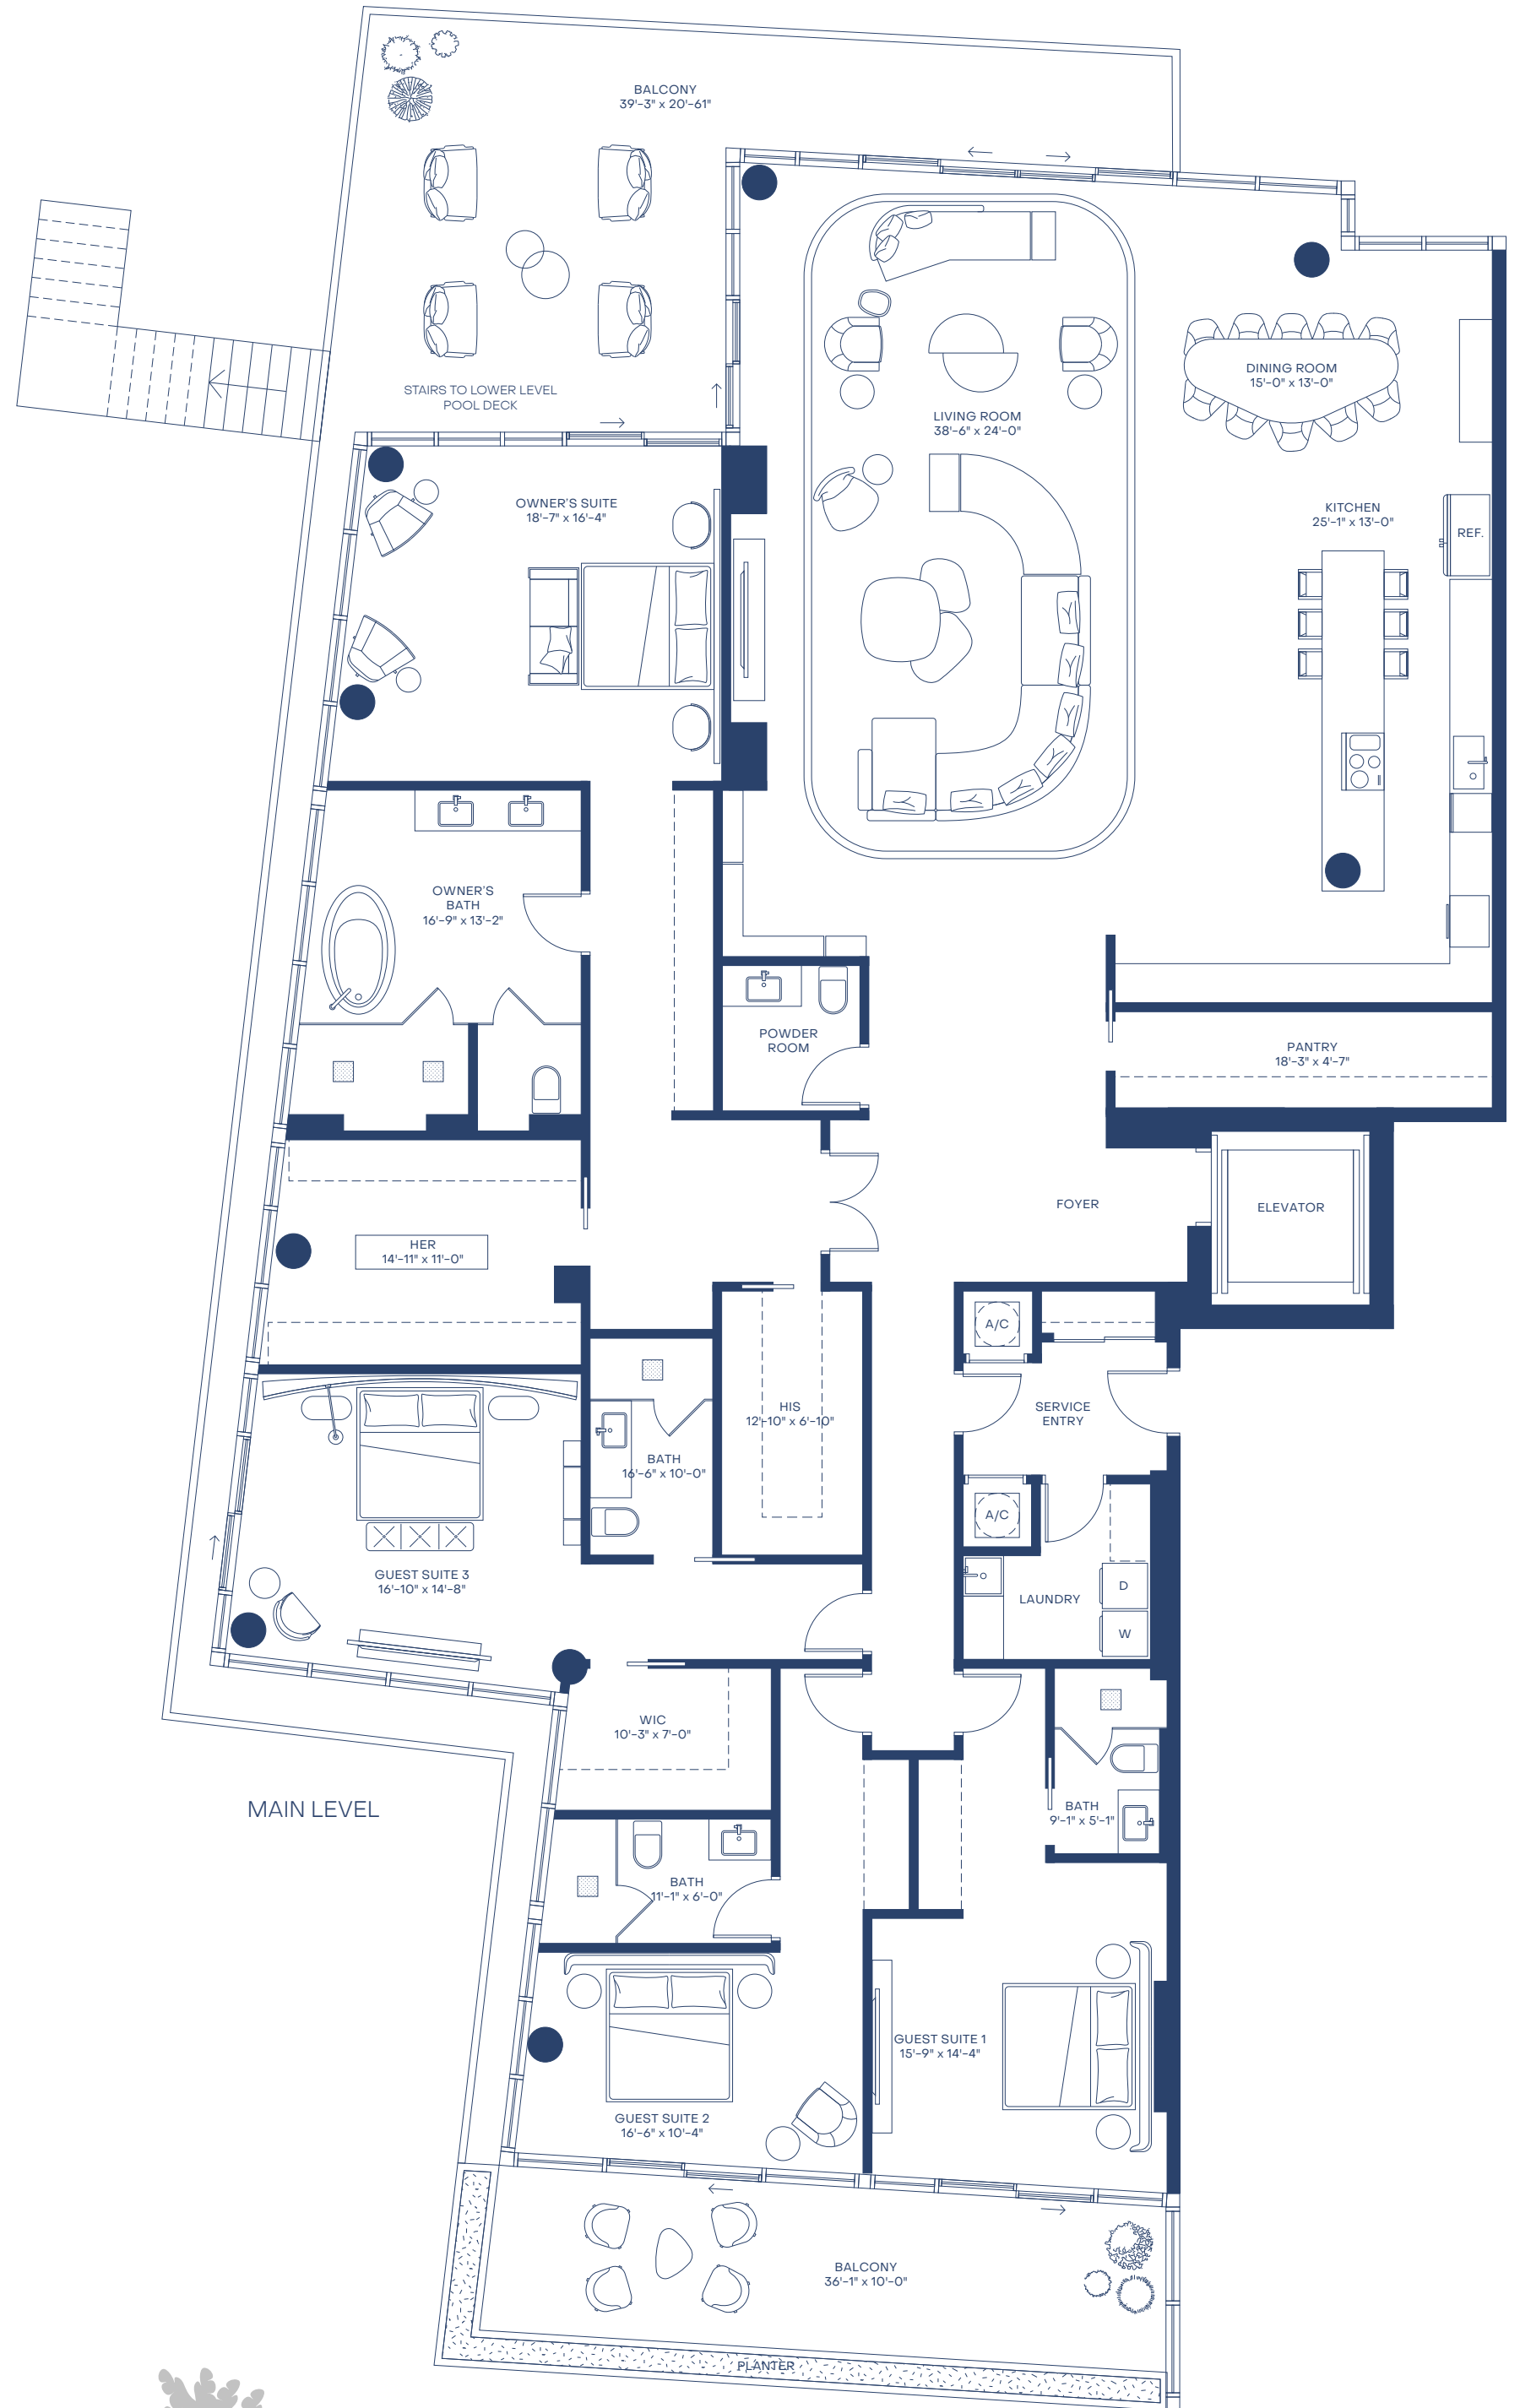 BALCONY
39'-3" x 20'-61"
STAIRS TO LOWER LEVEL
POOL DECK
LIVING ROOM
38'-6" x 24'-0"
DINING ROOM
15'-0" x 13'-0"
OWNER'S SUITE
18'-7" x 16'-4"
KITCHEN
25'-1" x 13'-0"
REF.
OWNER'S
BATH
16'-9" x 13'-2"
POWDER
ROOM
PANTRY
18'-3" x 4'-7"
FOYER
ELEVATOR
HER
14'-11" x 11'-0"
A/C
HIS
12'-10" x 6'-10"
SERVICE
ENTRY
BATH
16'-6" x 10'-0"
A/C
GUEST SUITE 3
16'-10" x 14'-8"
LAUNDRY
D
W
WIC
10'-3" x 7'-0"
MAIN LEVEL
BATH
9'-1" x 5'-1"
BATH
11'-1" x 6'-0"
GUEST SUITE 1
15'-9" x 14'-4"
GUEST SUITE 2
16'-6" x 10'-4"
BALCONY
36'-1" x 10'-0"
PLANTER